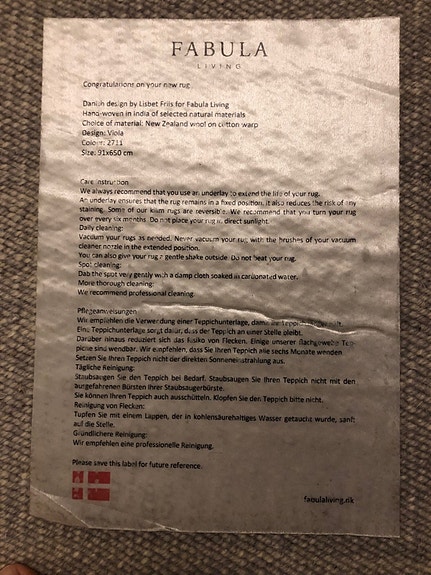 FABULA
LIVING
Congratulations on your new rug
Danish design by Lisbet Friis for Fabula Living
Hand-woven in India of selected natural materials
Choice of material: New Zealand wool on cotton warp
Design: Viola
Colour: 2711
Size: 91x650 cm
Care instruction
We always recommend that you use an underlay to extend the life of your rug.
An underlay ensures that the rug remains in a fixed position. It also reduces the risk of any
staining. Some of our kilim rugs are reversible. We recommend that you turn your rug
over every six months. Do not place your rug in direct sunlight.
Daily cleaning:
Vacuum your rugs as needed. Never vacuum your rug with the brushes of your vacuum
cleaner nozzle in the extended position.
You can also give your rug a gentle shake outside. Do not beat your rug.
Spot cleaning:
Dab the spot very gently with a damp cloth soaked in carbonated water.
More thorough cleaning:
We recommend professional cleaning.
Pflegeanweisungen
Wir empfehlen die Verwendung einer Teppichunterlage, damit
Eine Teppichunterlage sorgt dafür, dass der Teppich an einer Stelle bleibt.
Darüber hinaus reduziert sich das Risiko von Flecken. Einige unserer flachgewebte Tep-
piche sind wendbar. Wir empfehlen, dass Sie Ihren Teppich alle sechs Monate wenden
Setzen Sie Ihren Teppich nicht der direkten Sonneneinstrahlung aus.
Tägliche Reinigung:
Staubsaugen Sie den Teppich bei Bedarf. Staubsaugen Sie Ihren Teppich nicht mit den
ausgefahrenen Bürsten Ihrer Staubsaugerbürste.
Sie können Ihren Teppich auch ausschütteln. Klopfen Sie den Teppich bitte nicht.
Reinigung von Flecken:
Tupfen Sie mit einem Lappen, der in kohlensäurehaltiges Wasser getaucht wurde, sanft
auf die Stelle.
Gründlichere Reinigung:
Wir empfehlen eine professionelle Reinigung.
Please save this label for future reference.
fabulaliving.dk